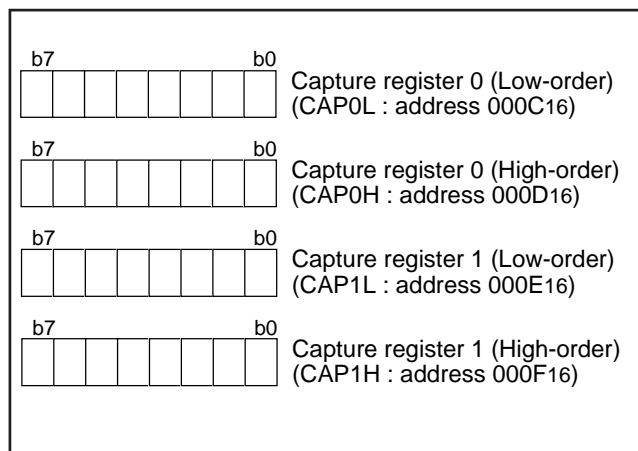 b7 b0
Capture register 0 (Low-order)
(CAP0L : address 000C16)
b7 b0
Capture register 0 (High-order)
(CAP0H : address 000D16)
b7 b0
Capture register 1 (Low-order)
(CAP1L : address 000E16)
b7 b0
Capture register 1 (High-order)
(CAP1H : address 000F16)